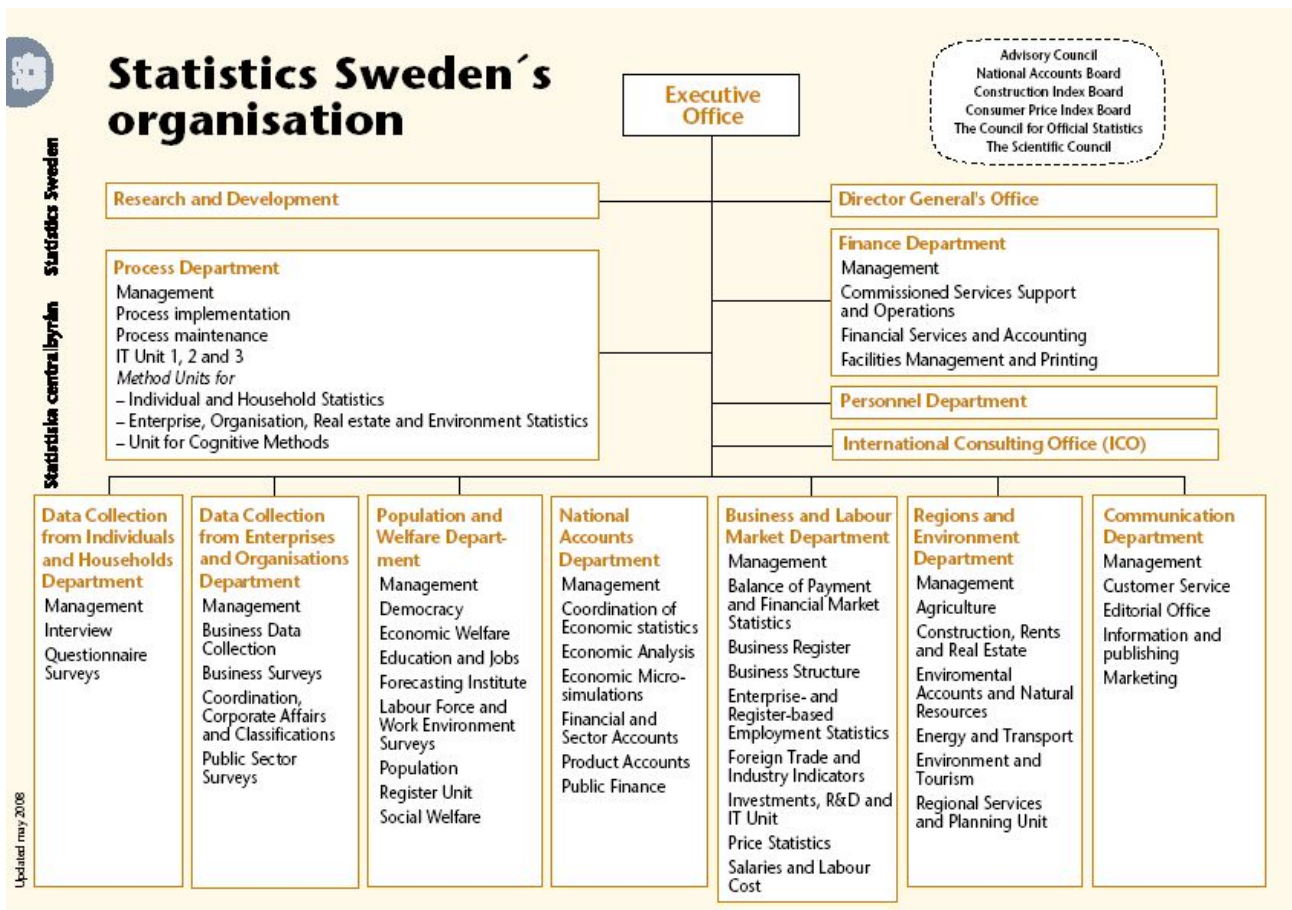 Statistics Sweden´s
organisation
Executive
Office
Advisory Council
National Accounts Board
Construction Index Board
Consumer Price Index Board
The Council for Official Statistics
The Scientific Council
Statistiska centralbyrån Statistics Sweden
Research and Development
Director General's Office
Process Department
Management
Process implementation
Process maintenance
IT Unit 1, 2 and 3
Method Units for
– Individual and Household Statistics
– Enterprise, Organisation, Real estate and Environment Statistics
– Unit for Cognitive Methods
Finance Department
Management
Commissioned Services Support
and Operations
Financial Services and Accounting
Facilities Management and Printing
Personnel Department
International Consulting Office (ICO)
Data Collection
from Individuals
and Households
Department
Management
Interview
Questionnaire
Surveys
Data Collection
from Enterprises
and Organisations
Department
Management
Business Data
Collection
Business Surveys
Coordination,
Corporate Affairs
and Classifications
Public Sector
Surveys
Population and
Welfare Depart-
ment
Management
Democracy
Economic Welfare
Education and Jobs
Forecasting Institute
Labour Force and
Work Environment
Surveys
Population
Register Unit
Social Welfare
National
Accounts
Department
Management
Coordination of
Economic statistics
Economic Analysis
Economic Micro-
simulations
Financial and
Sector Accounts
Product Accounts
Public Finance
Business and Labour
Market Department
Management
Balance of Payment
and Financial Market
Statistics
Business Register
Business Structure
Enterprise- and
Register-based
Employment Statistics
Foreign Trade and
Industry Indicators
Investments, R&D and
IT Unit
Price Statistics
Salaries and Labour
Cost
Regions and
Environment
Department
Management
Agriculture
Construction, Rents
and Real Estate
Enviromental
Accounts and Natural
Resources
Energy and Transport
Environment and
Tourism
Regional Services
and Planning Unit
Communication
Department
Management
Customer Service
Editorial Office
Information and
publishing
Marketing
Updated may 2008